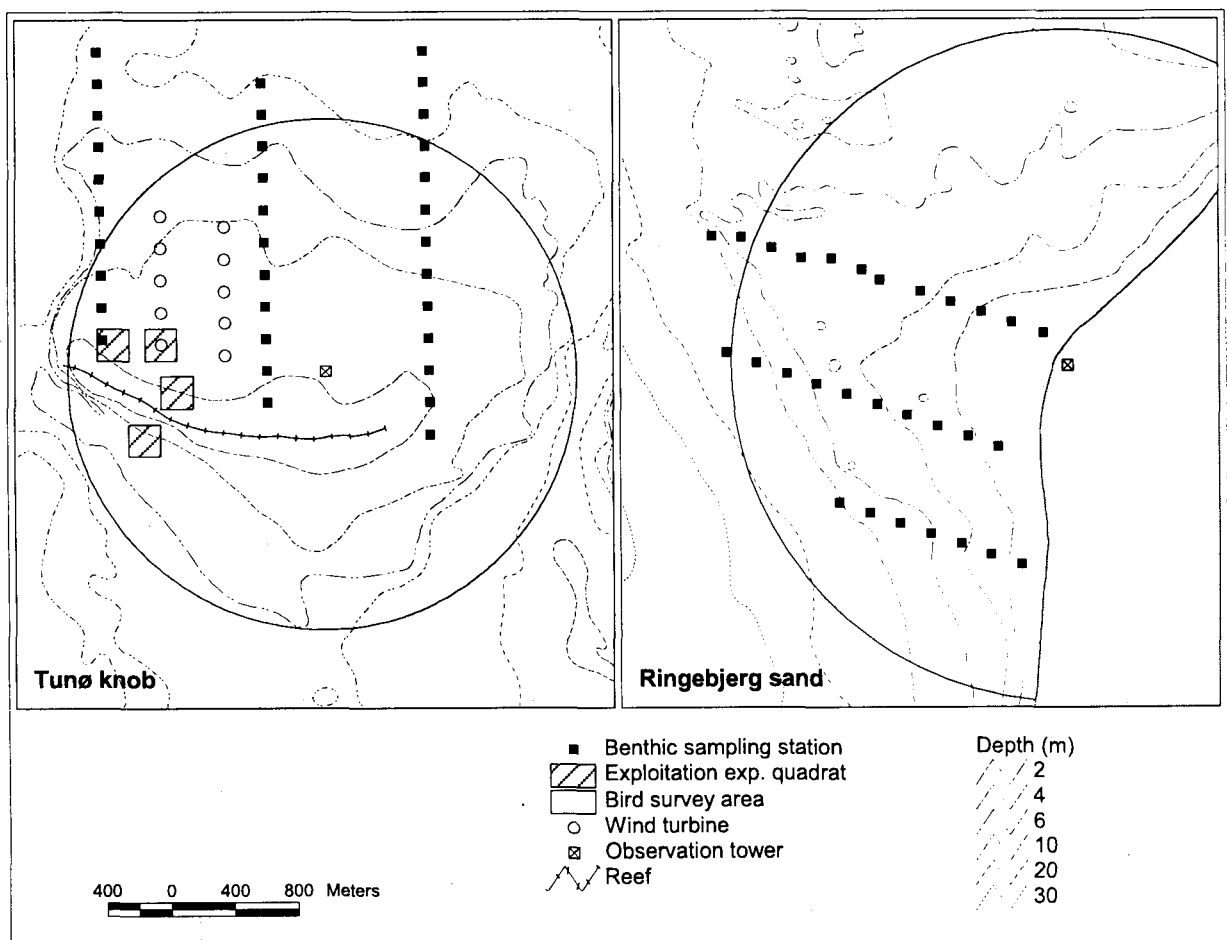 Tunø knob
Ringebjerg sand
Benthic sampling station
Exploitation exp. quadrat
Bird survey area
Wind turbine
Observation tower
Reef
Depth (m)
2
4
6
10
20
30
400 0 400 800 Meters